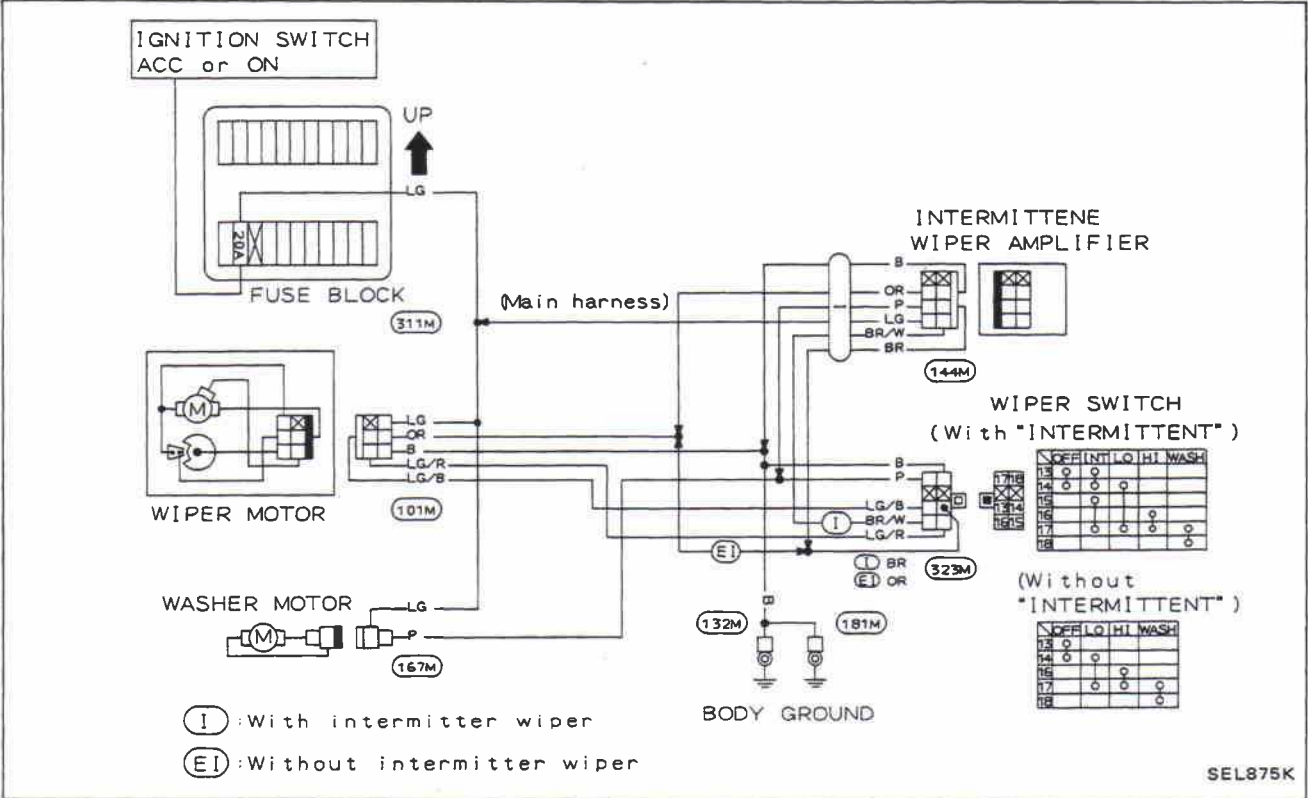 IGNITION SWITCH
ACC or ON
UP
LG
20A
FUSE BLOCK
311M
(Main harness)
INTERMITTENE
WIPER AMPLIFIER
B
OR
P
LG
BR/W
BR
I
144M
M
WIPER MOTOR
LG
OR
B
LG/R
LG/B
101M
WIPER SWITCH
(With "INTERMITTENT")
B
P
LG/B
BR/W
LG/R
I
EI
I BR
EI OR
323M
17 18
13 14
16 15
OFF INT LO HI WASH
13
14
15
16
17
18
(Without
"INTERMITTENT")
OFF LO HI WASH
13
14
16
17
18
WASHER MOTOR
M
LG
P
167M
B
132M
181M
BODY GROUND
I :With intermitter wiper
EI :Without intermitter wiper
SEL875K